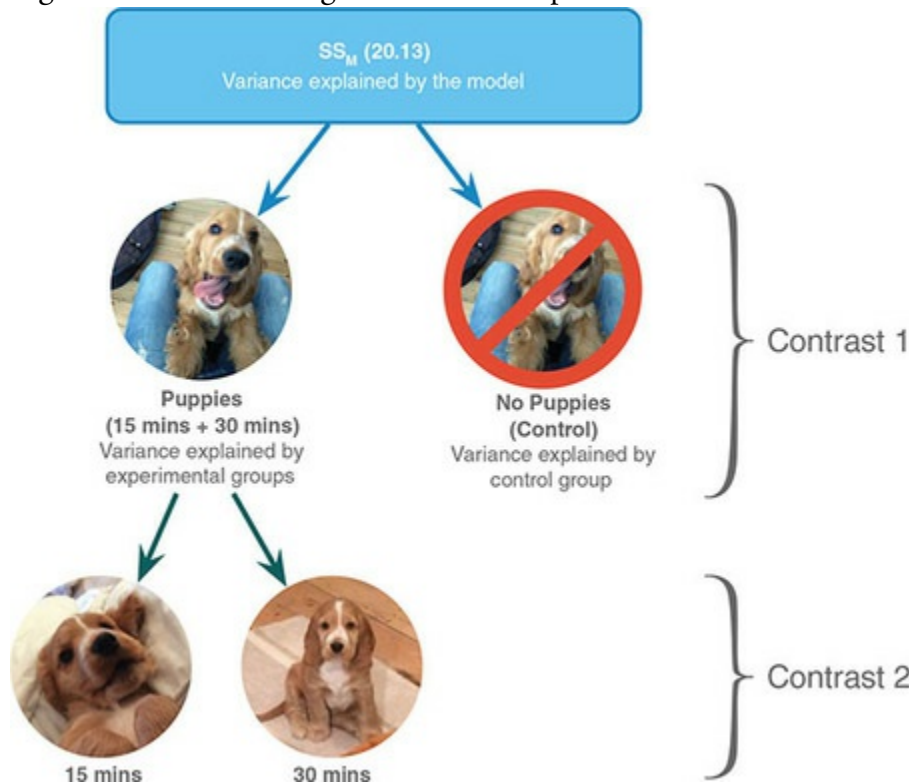 SS_M (20.13)
Variance explained by the model
Puppies
(15 mins + 30 mins)
Variance explained by
experimental groups
No Puppies
(Control)
Variance explained by
control group
Contrast 1
15 mins
30 mins
Contrast 2